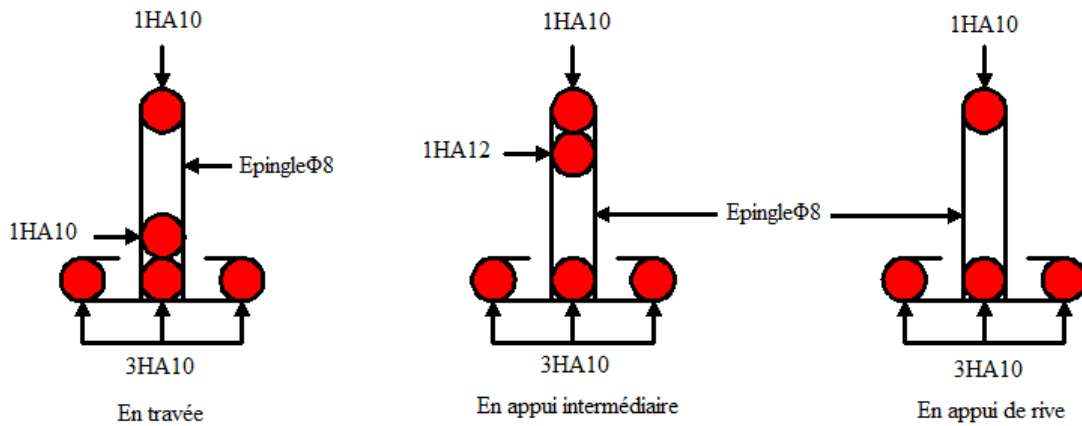 1HA10
1HA10
1HA10
1HA12
EpingleΦ8
EpingleΦ8
1HA10
3HA10
3HA10
3HA10
En travée
En appui intermédiaire
En appui de rive